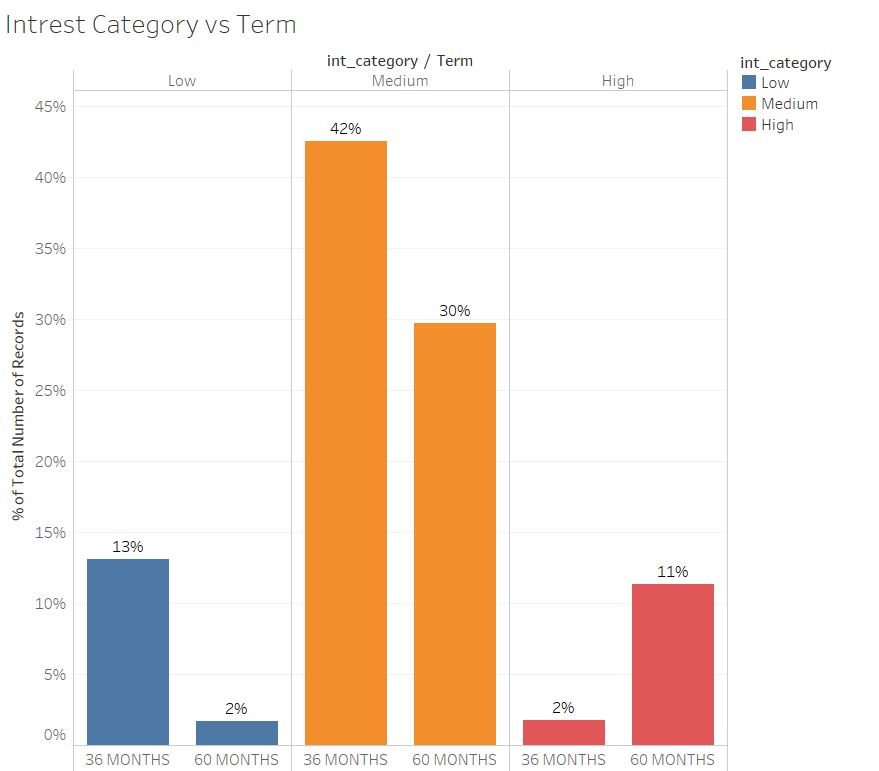 Intrest Category vs Term
int_category / Term
Low Medium High
45%
40%
35%
30%
25%
20%
15%
10%
5%
0%
% of Total Number of Records
13%
2%
42%
30%
2%
11%
36 MONTHS 60 MONTHS 36 MONTHS 60 MONTHS 36 MONTHS 60 MONTHS
int_category
Low
Medium
High